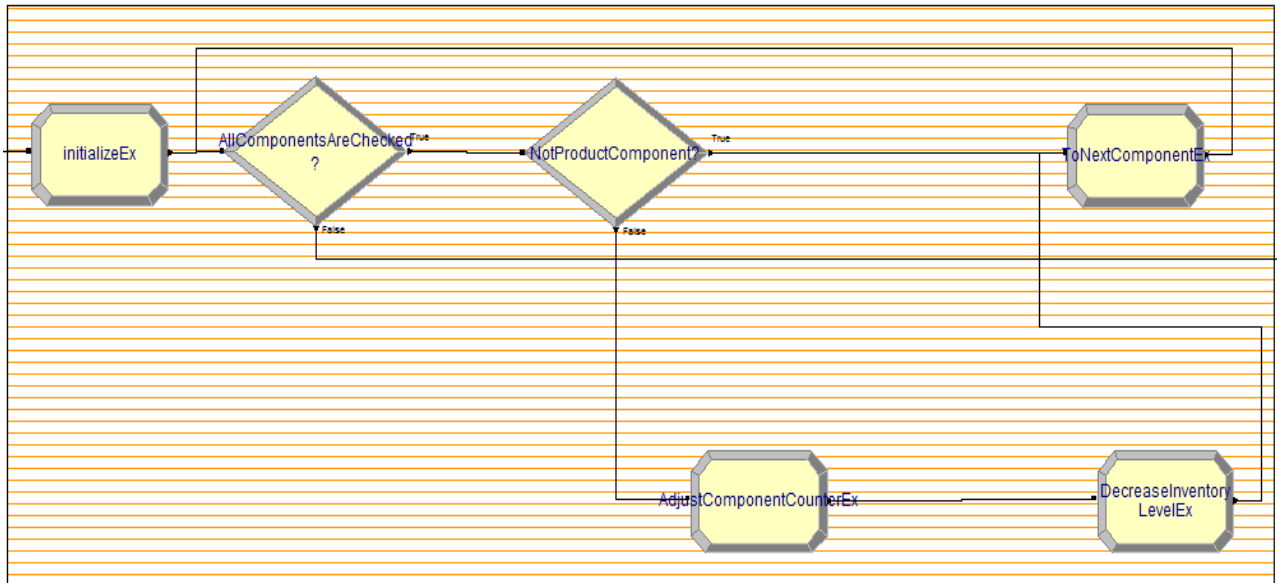 initializeEx
AllComponentsAreChecked
?
True
False
NotProductComponent?
True
False
ToNextComponentEx
AdjustComponentCounterEx
DecreaseInventory
LevelEx